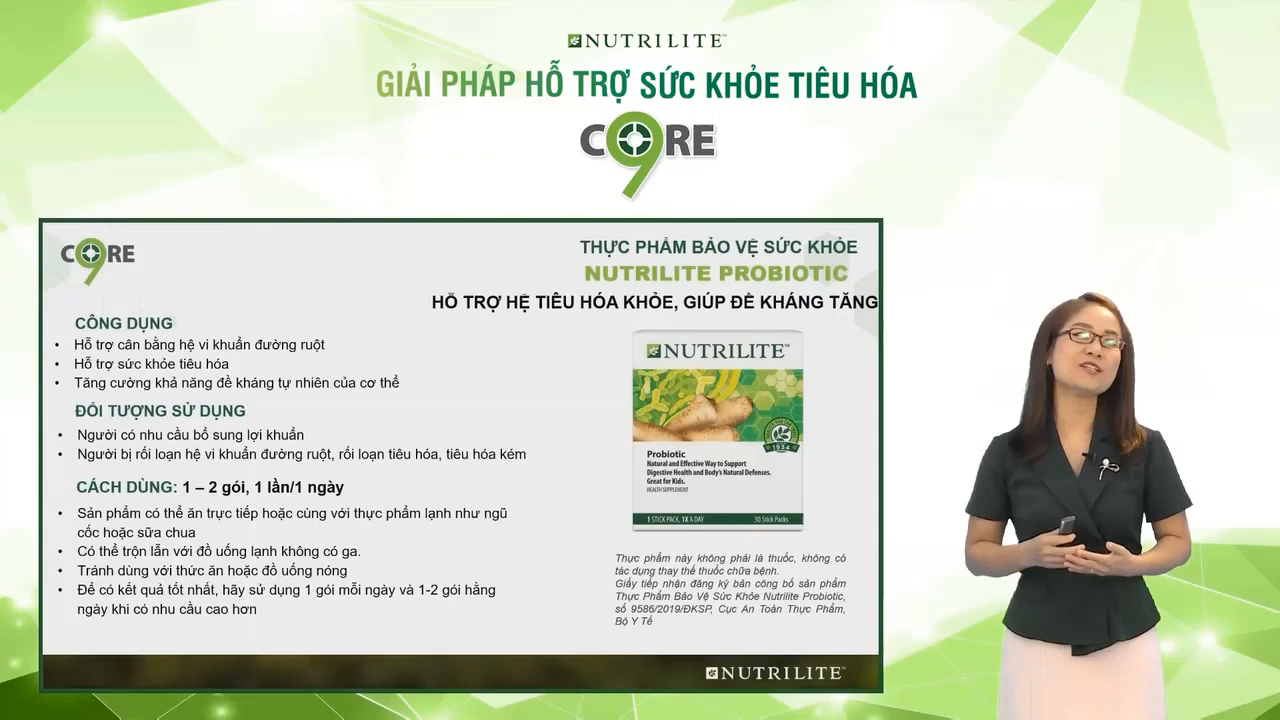 NUTRILITE™
GIẢI PHÁP HỖ TRỢ SỨC KHỎE TIÊU HÓA
C9RE
C9RE
THỰC PHẨM BẢO VỆ SỨC KHỎE
NUTRILITE PROBIOTIC
HỖ TRỢ HỆ TIÊU HÓA KHỎE, GIÚP ĐỀ KHÁNG TĂNG
CÔNG DỤNG
• Hỗ trợ cân bằng hệ vi khuẩn đường ruột
• Hỗ trợ sức khỏe tiêu hóa
• Tăng cường khả năng đề kháng tự nhiên của cơ thể
ĐỐI TƯỢNG SỬ DỤNG
• Người có nhu cầu bổ sung lợi khuẩn
• Người bị rối loạn hệ vi khuẩn đường ruột, rối loạn tiêu hóa, tiêu hóa kém
CÁCH DÙNG: 1 – 2 gói, 1 lần/1 ngày
• Sản phẩm có thể ăn trực tiếp hoặc cùng với thực phẩm lạnh như ngũ
cốc hoặc sữa chua
• Có thể trộn lẫn với đồ uống lạnh không có ga.
• Tránh dùng với thức ăn hoặc đồ uống nóng
• Để có kết quả tốt nhất, hãy sử dụng 1 gói mỗi ngày và 1-2 gói hằng
ngày khi có nhu cầu cao hơn
NUTRILITE™
1934
Probiotic
Natural and Effective Way to Support
Digestive Health and Body's Natural Defenses.
Great for Kids.
HEALTH SUPPLEMENT
1 STICK PACK, 1X A DAY
30 Stick Packs
Thực phẩm này không phải là thuốc, không có
tác dụng thay thế thuốc chữa bệnh.
Giấy tiếp nhận đăng ký bản công bố sản phẩm
Thực Phẩm Bảo Vệ Sức Khỏe Nutrilite Probiotic,
số 9586/2019/ĐKSP, Cục An Toàn Thực Phẩm,
Bộ Y Tế
NUTRILITE™